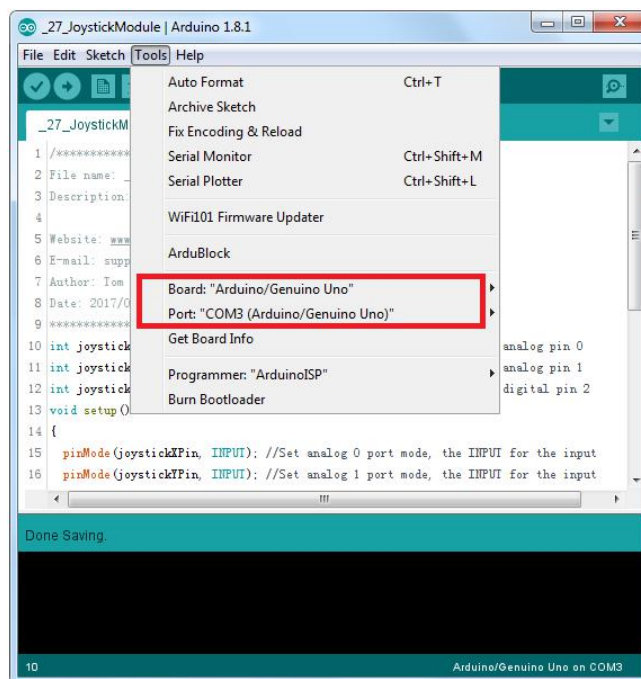 _27_JoystickModule | Arduino 1.8.1
File Edit Sketch Tools Help
Auto Format Ctrl+T
Archive Sketch
Fix Encoding & Reload
Serial Monitor Ctrl+Shift+M
Serial Plotter Ctrl+Shift+L
WiFi101 Firmware Updater
ArduBlock
Board: "Arduino/Genuino Uno"
Port: "COM3 (Arduino/Genuino Uno)"
Get Board Info
Programmer: "ArduinoISP"
Burn Bootloader
_27_JoystickM
1 /***********
2 File name: _
3 Description:
4
5 Website: www
6 E-mail: supp
7 Author: Tom
8 Date: 2017/0
9 ************
10 int joystick analog pin 0
11 int joystick analog pin 1
12 int joystick digital pin 2
13 void setup()
14 {
15 pinMode(joystickXPin, INPUT); //Set analog 0 port mode, the INPUT for the input
16 pinMode(joystickYPin, INPUT); //Set analog 1 port mode, the INPUT for the input
Done Saving.
10 Arduino/Genuino Uno on COM3